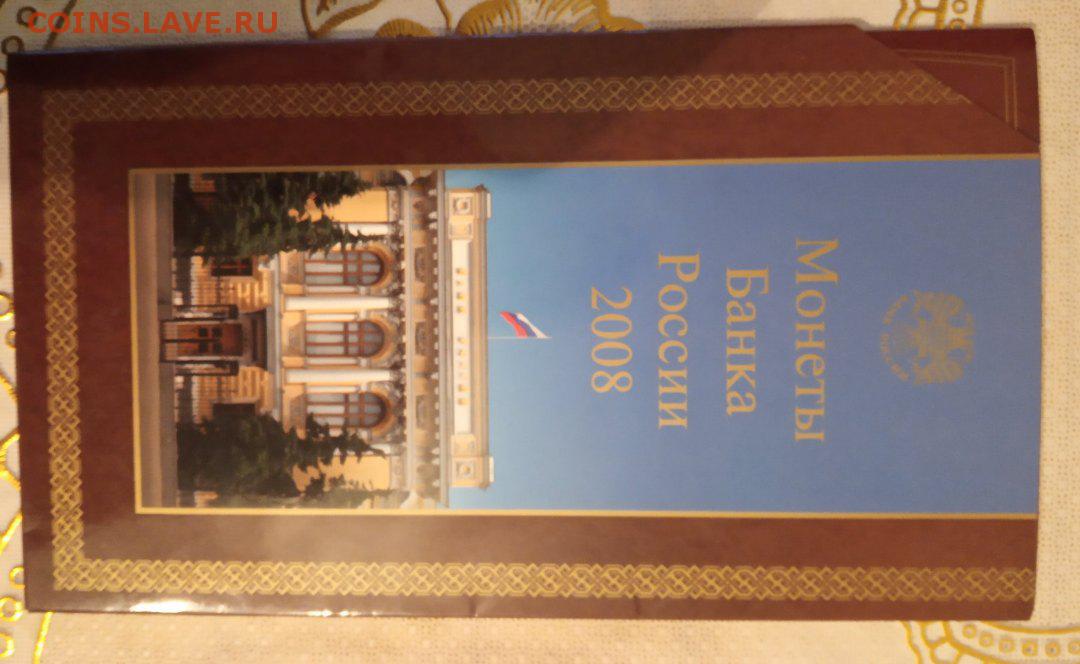 COINS.LAVE.RU
Монеты
Банка
России
2008